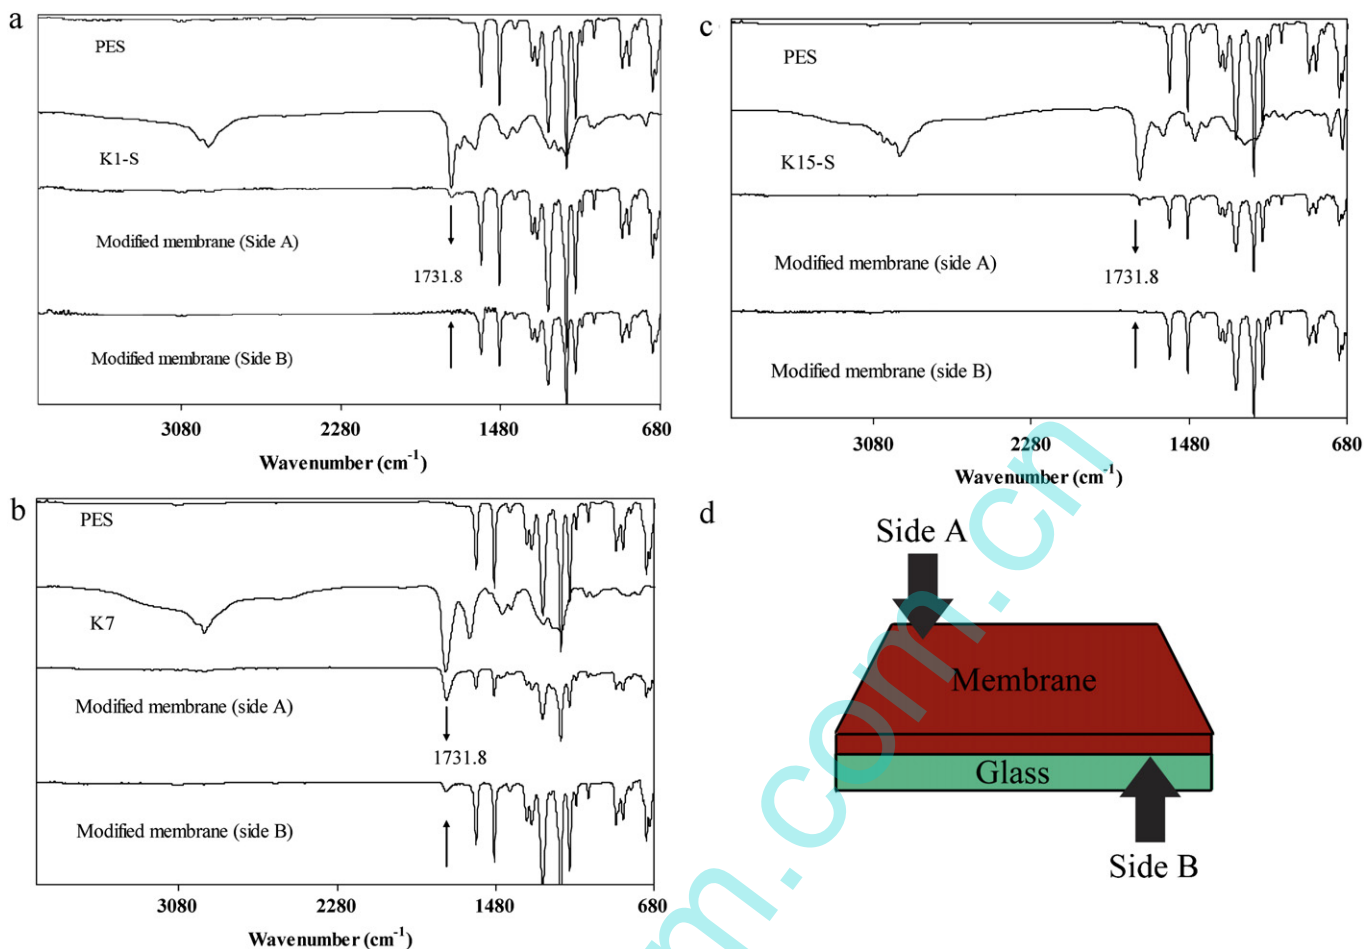 a
PES
K1-S
Modified membrane (Side A)
1731.8
Modified membrane (Side B)
3080 2280 1480 680
Wavenumber (cm-1)
c
PES
K15-S
Modified membrane (side A)
1731.8
Modified membrane (side B)
3080 2280 1480 680
Wavenumber (cm-1)
b
PES
K7
Modified membrane (side A)
1731.8
Modified membrane (side B)
3080 2280 1480 680
Wavenumber (cm-1)
d
Side A
Membrane
Glass
Side B
m.com.cn